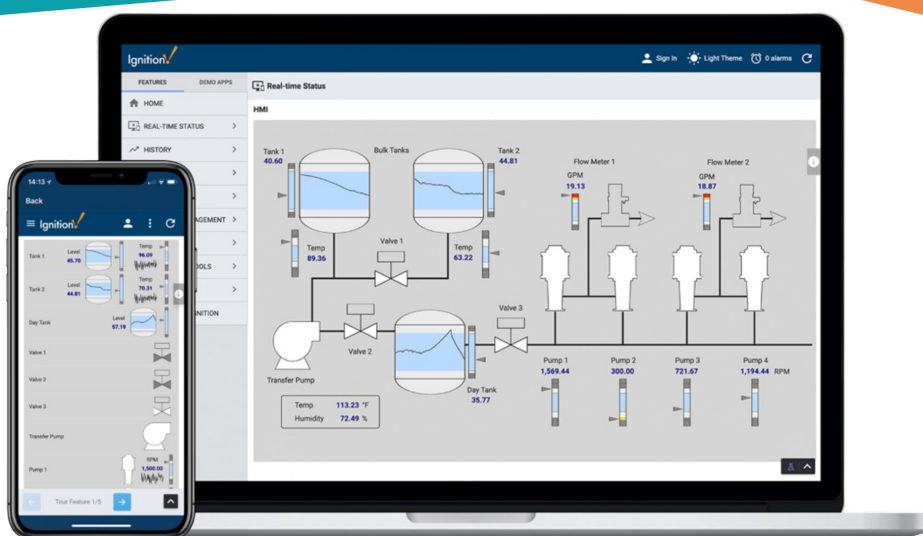 Ignition!
Sign In
Light Theme
0 alarms
FEATURES
DEMO APPS
HOME
REAL-TIME STATUS
HISTORY
AGEMENT
OOLS
NITION
Real-time Status
HMI
Tank 1
40.60
Bulk Tanks
Tank 2
44.81
Temp
89.36
Valve 1
Temp
63.22
Flow Meter 1
GPM
19.13
Flow Meter 2
GPM
18.87
Valve 2
Valve 3
Transfer Pump
Day Tank
35.77
Temp 113.23 °F
Humidity 72.49 %
Pump 1
1,569.44
Pump 2
300.00
Pump 3
721.67
Pump 4
1,194.44 RPM
14:13
Back
Ignition!
Tank 1
Level
45.70
Temp
96.09
Tank 2
Level
44.81
Temp
70.31
Day Tank
Level
57.19
Valve 1
Valve 2
Valve 3
Transfer Pump
Pump 1
RPM
1,500.00
Tour Feature 1/5